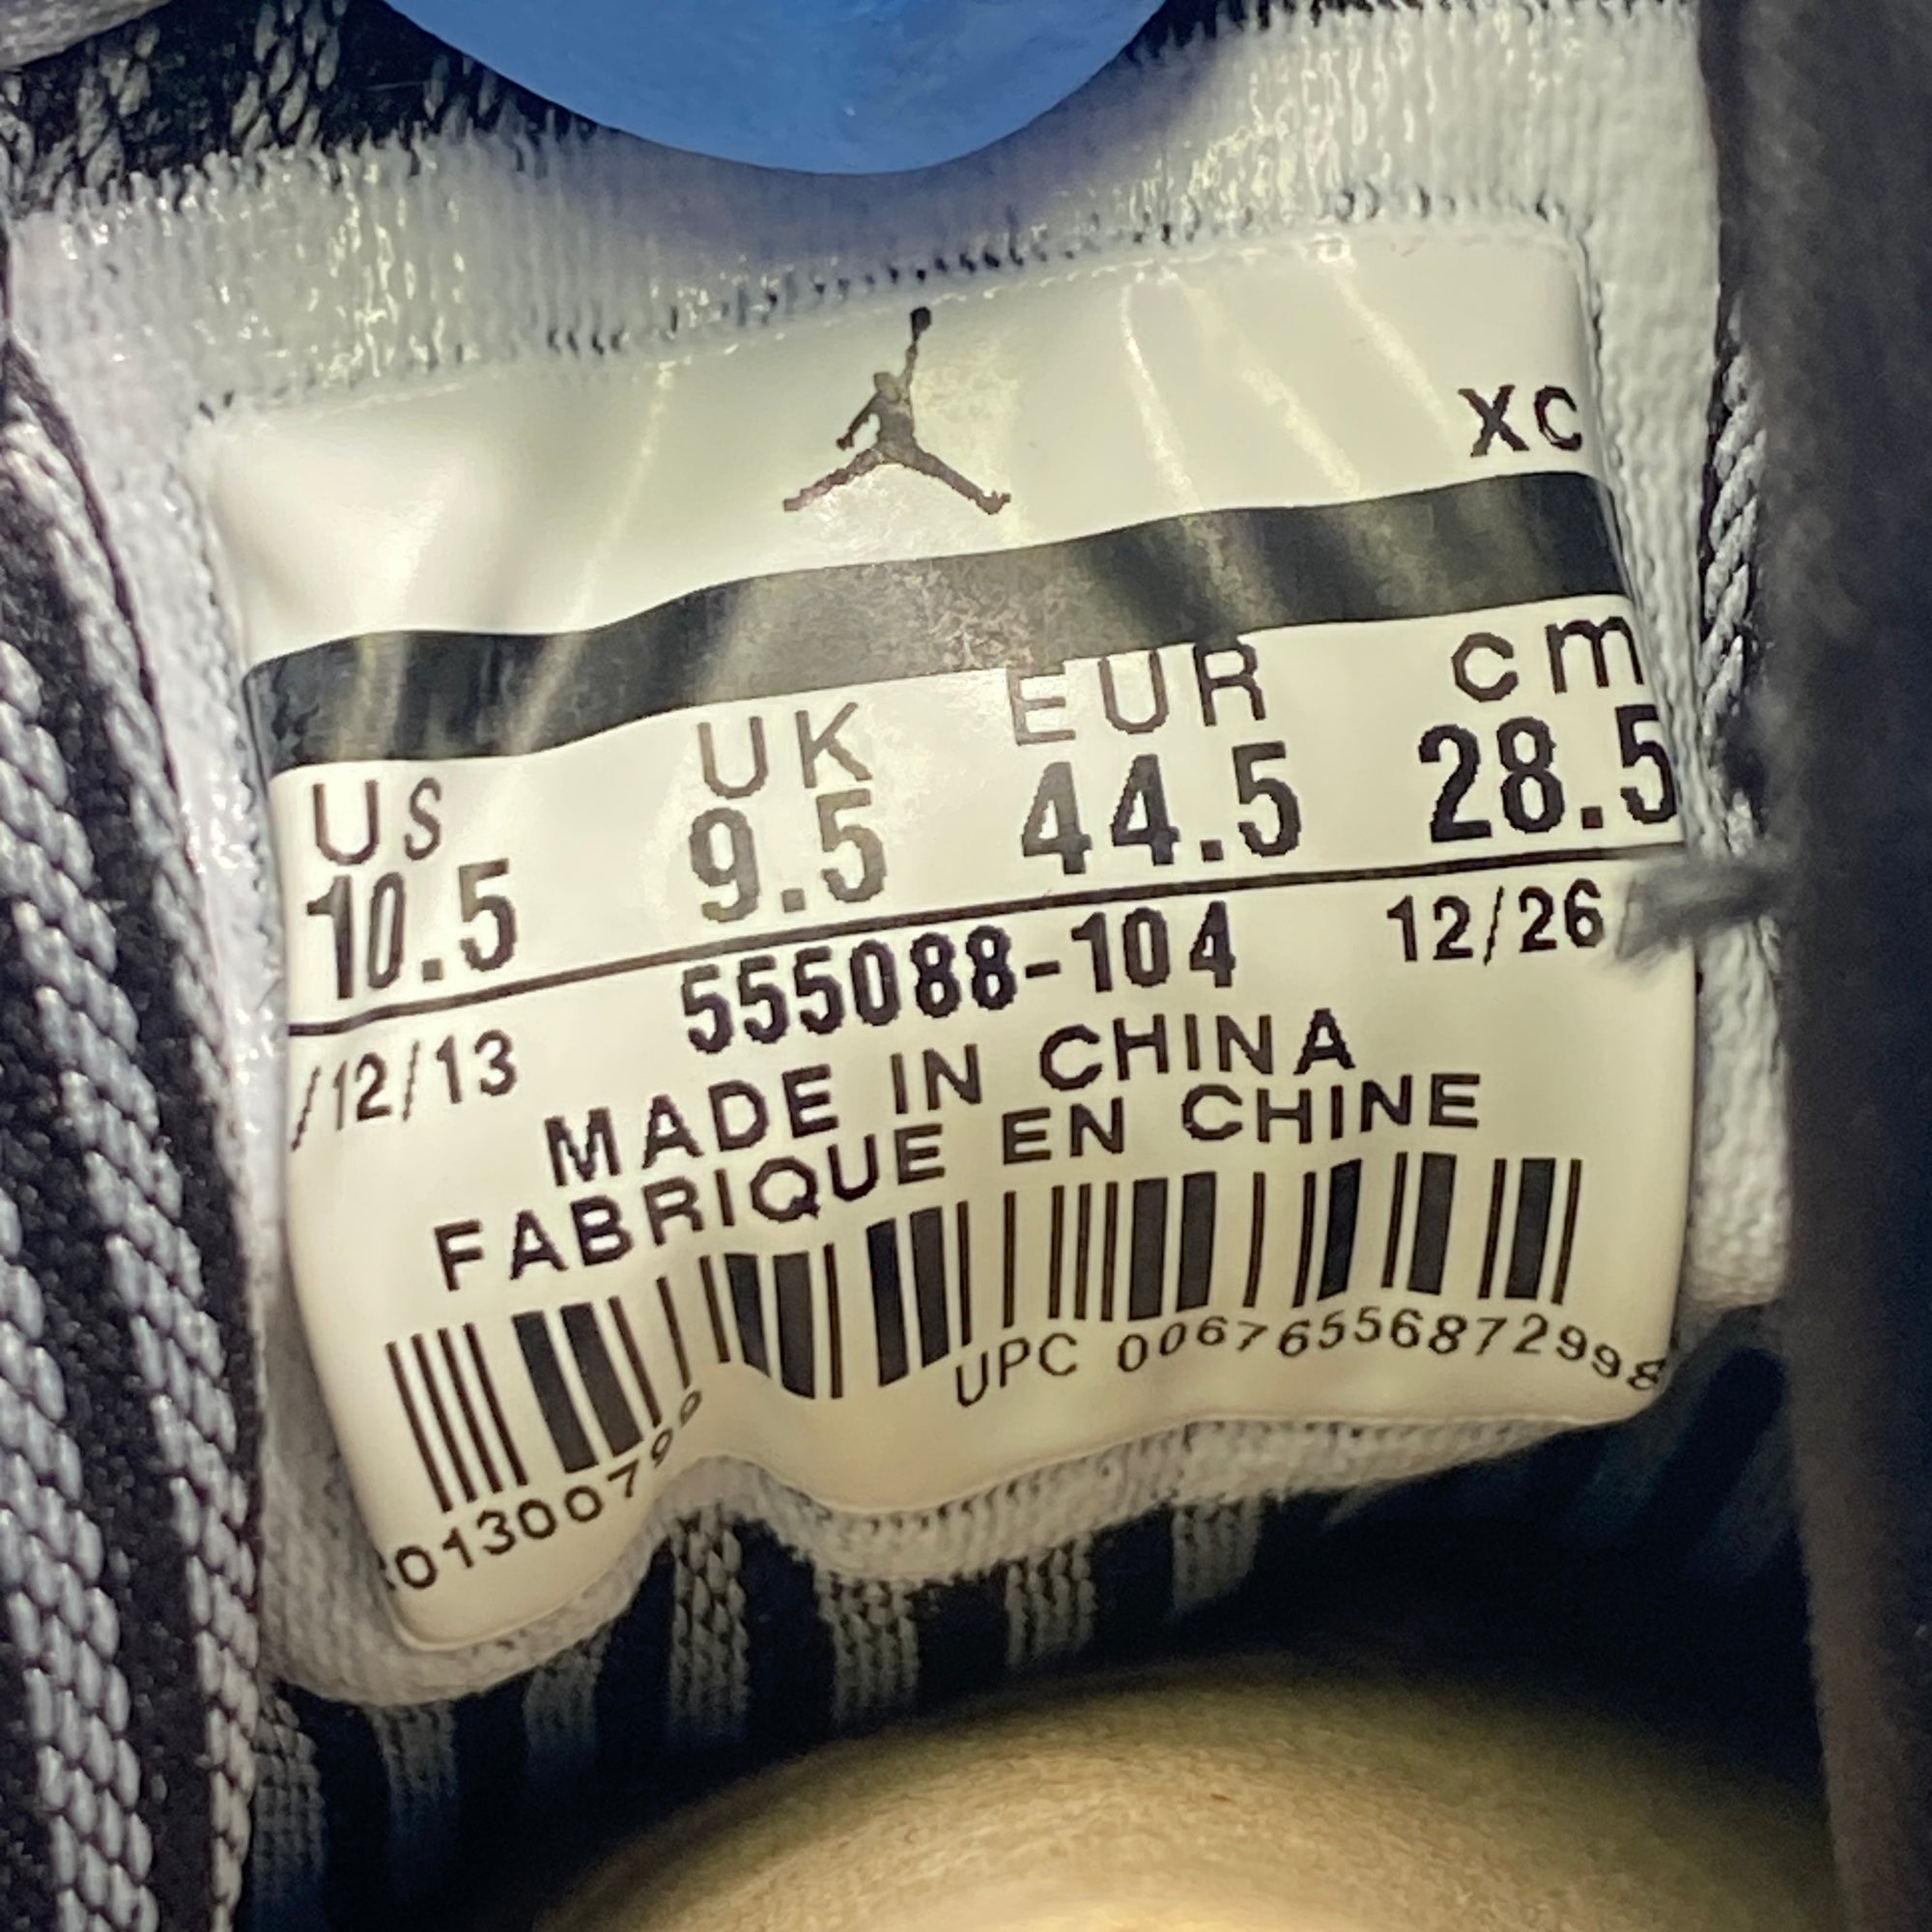 XC
US UK EUR cm
10.5 9.5 44.5 28.5
/12/13 555088-104 12/26
MADE IN CHINA
FABRIQUE EN CHINE
UPC 00676556872998